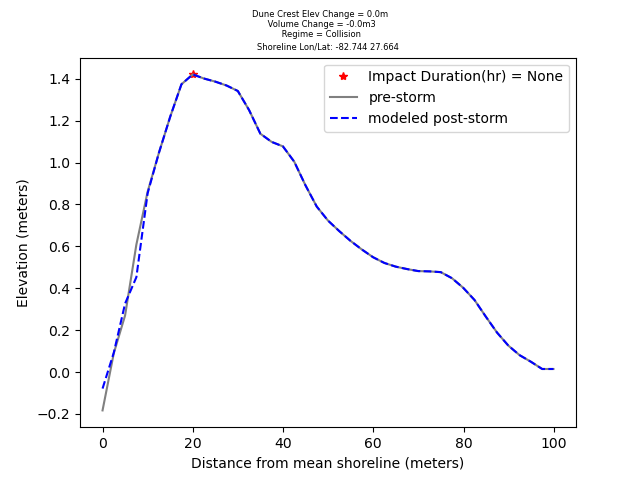 Dune Crest Elev Change = 0.0m
Volume Change = -0.0m3
Regime = Collision
Shoreline Lon/Lat: -82.744 27.664
Impact Duration(hr) = None
pre-storm
modeled post-storm
Elevation (meters)
1.4
1.2
1.0
0.8
0.6
0.4
0.2
0.0
−0.2
0 20 40 60 80 100
Distance from mean shoreline (meters)